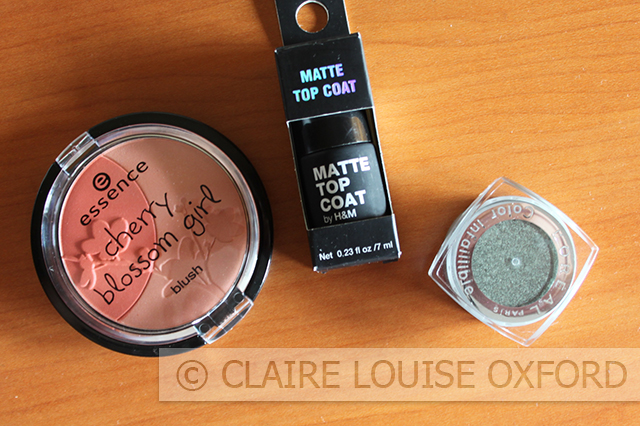 essence
cherry
blossom girl
blush
MATTE
TOP COAT
MATTE
TOP
COAT
by H&M
Net 0.23 fl oz /7 ml
L'ORÉAL PARIS
Color Infaillible
© CLAIRE LOUISE OXFORD